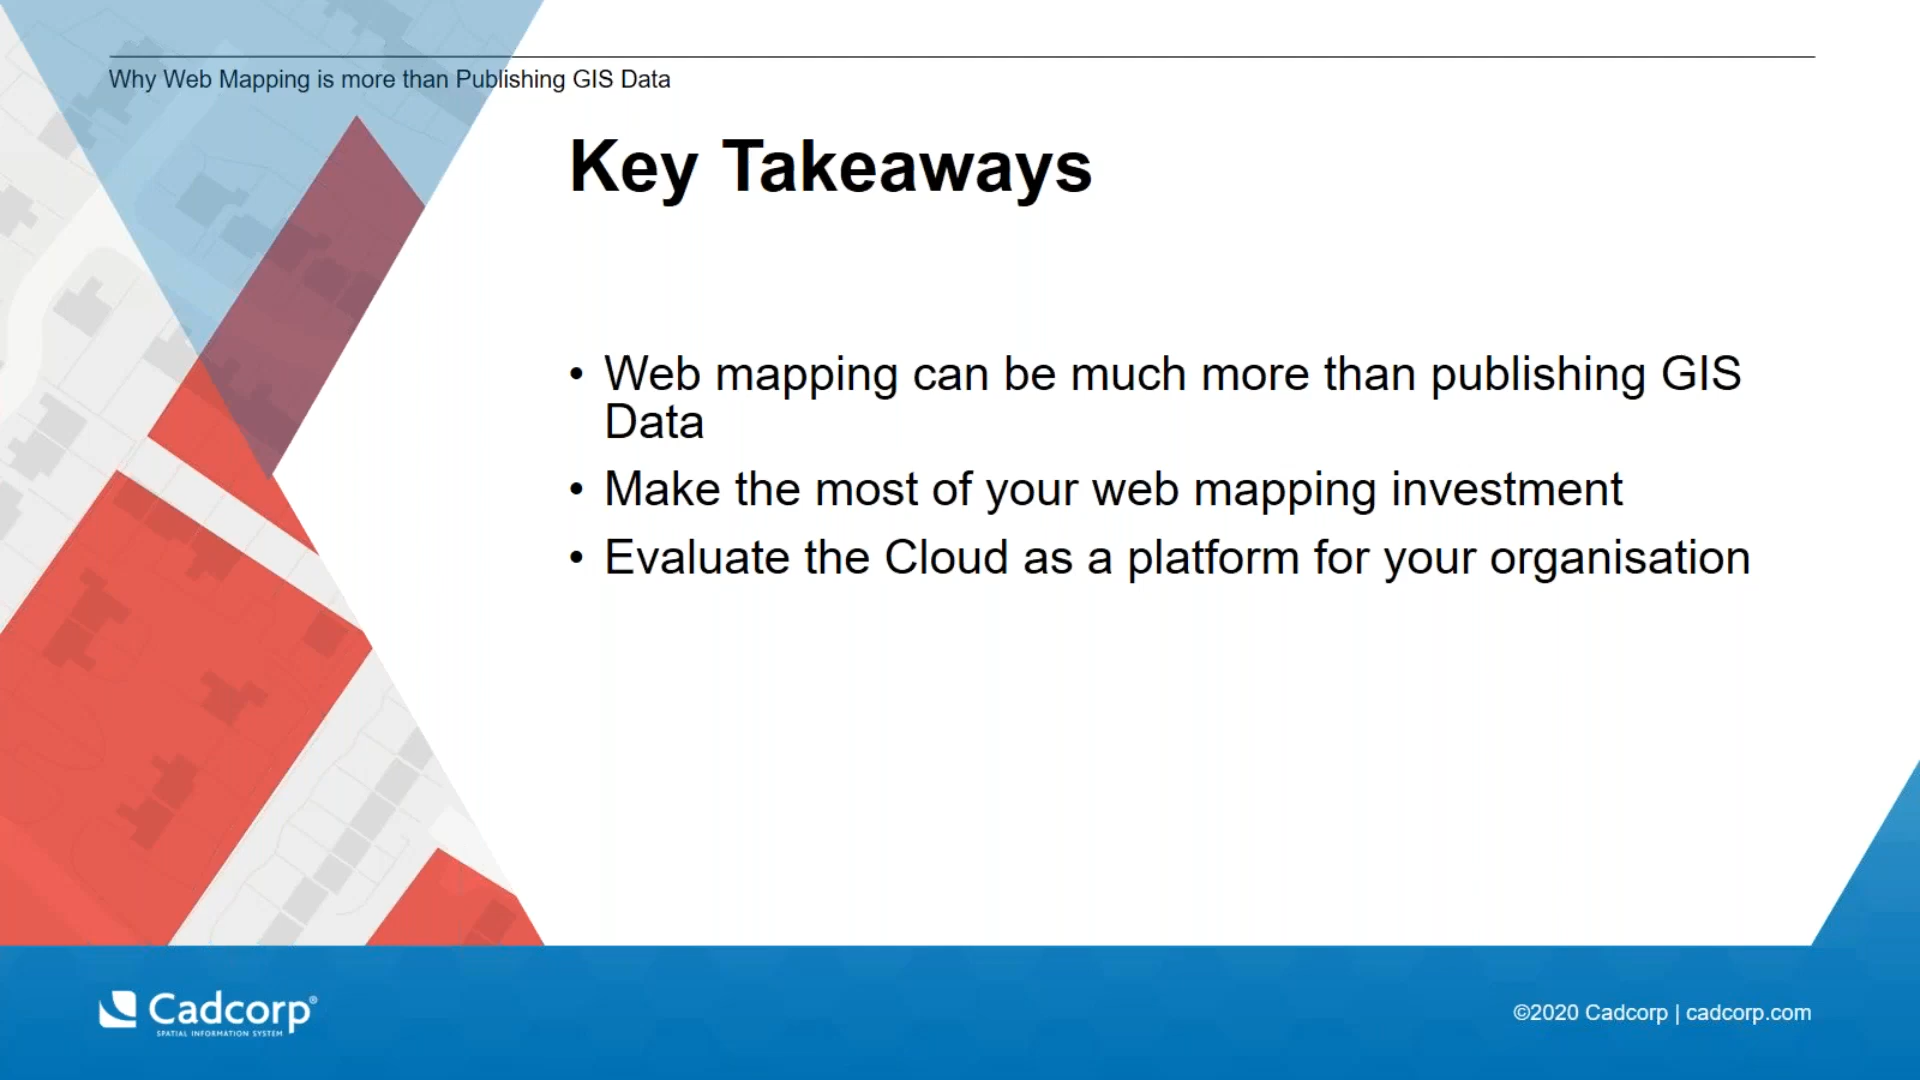 Why Web Mapping is more than Publishing GIS Data
Key Takeaways
• Web mapping can be much more than publishing GIS
Data
• Make the most of your web mapping investment
• Evaluate the Cloud as a platform for your organisation
Cadcorp®
SPATIAL INFORMATION SYSTEM
©2020 Cadcorp | cadcorp.com